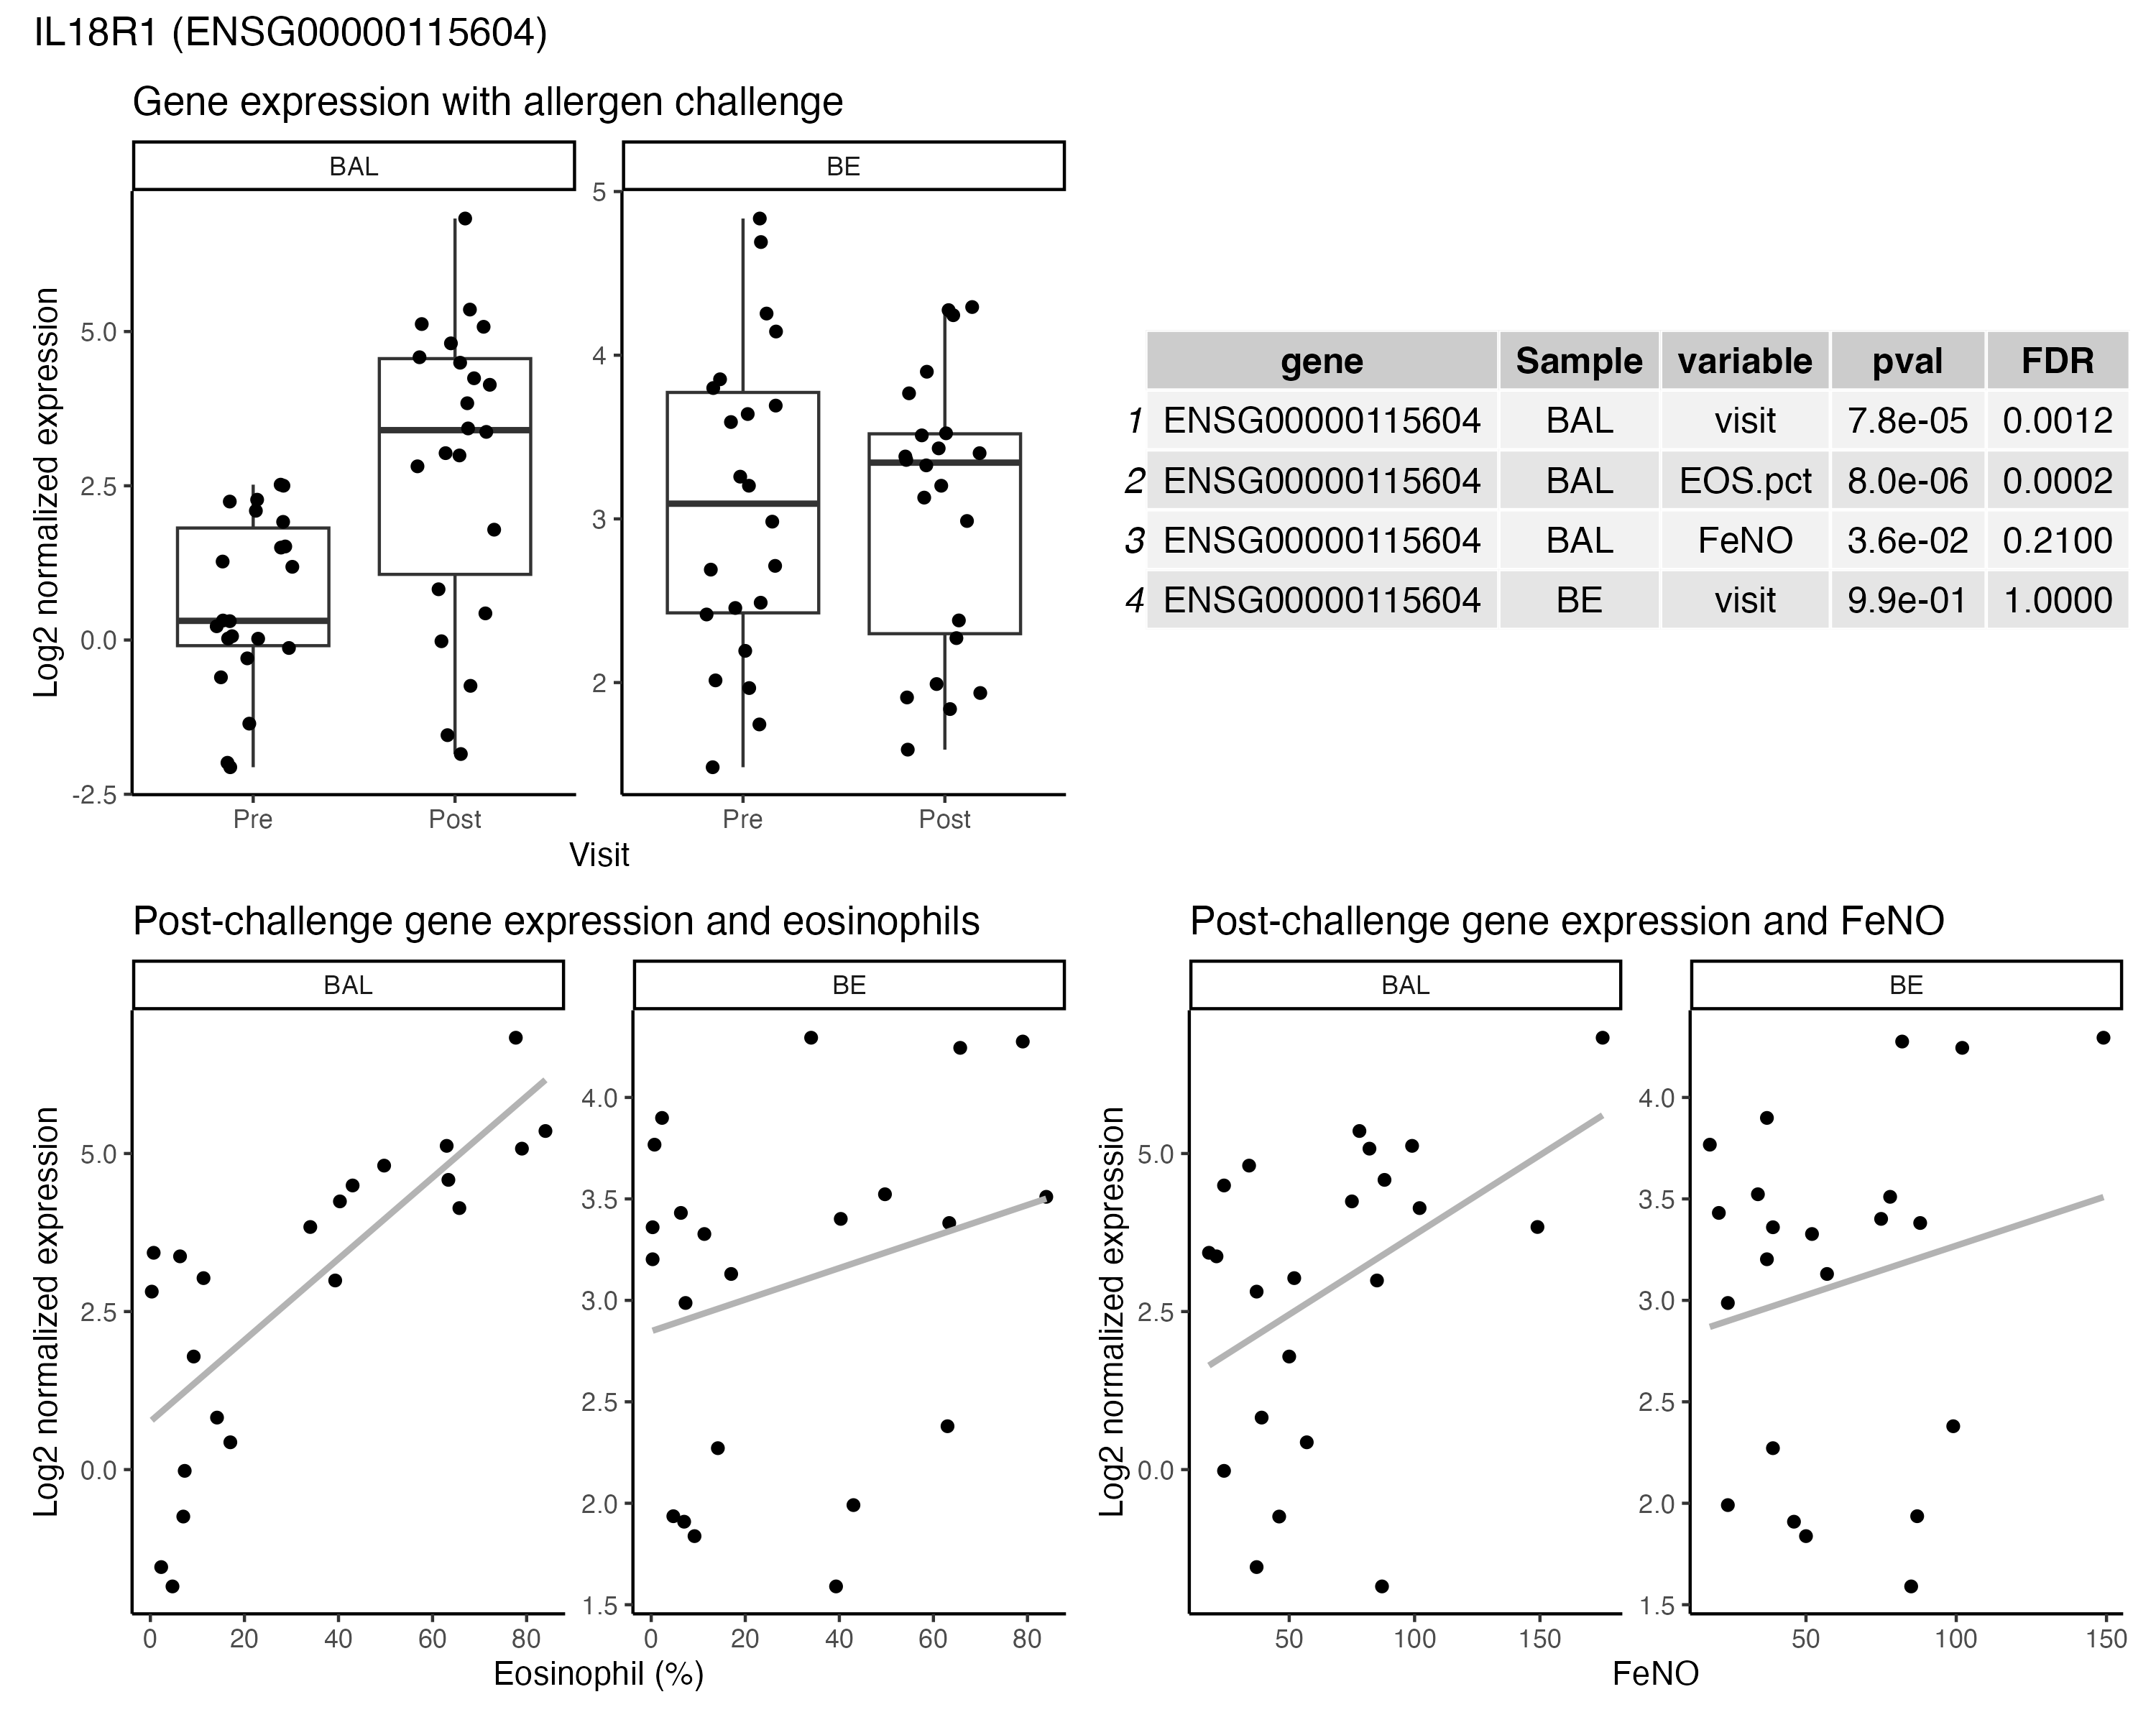 IL18R1 (ENSG00000115604)
Gene expression with allergen challenge
BAL
BE
Log2 normalized expression
5.0
2.5
0.0
-2.5
5
4
3
2
Pre
Post
Pre
Post
Visit
gene Sample variable pval FDR
1 ENSG00000115604 BAL visit 7.8e-05 0.0012
2 ENSG00000115604 BAL EOS.pct 8.0e-06 0.0002
3 ENSG00000115604 BAL FeNO 3.6e-02 0.2100
4 ENSG00000115604 BE visit 9.9e-01 1.0000
Post-challenge gene expression and eosinophils
BAL
BE
Log2 normalized expression
5.0
2.5
0.0
4.0
3.5
3.0
2.5
2.0
1.5
0 20 40 60 80
0 20 40 60 80
Eosinophil (%)
Post-challenge gene expression and FeNO
BAL
BE
Log2 normalized expression
5.0
2.5
0.0
4.0
3.5
3.0
2.5
2.0
1.5
50 100 150
50 100 150
FeNO